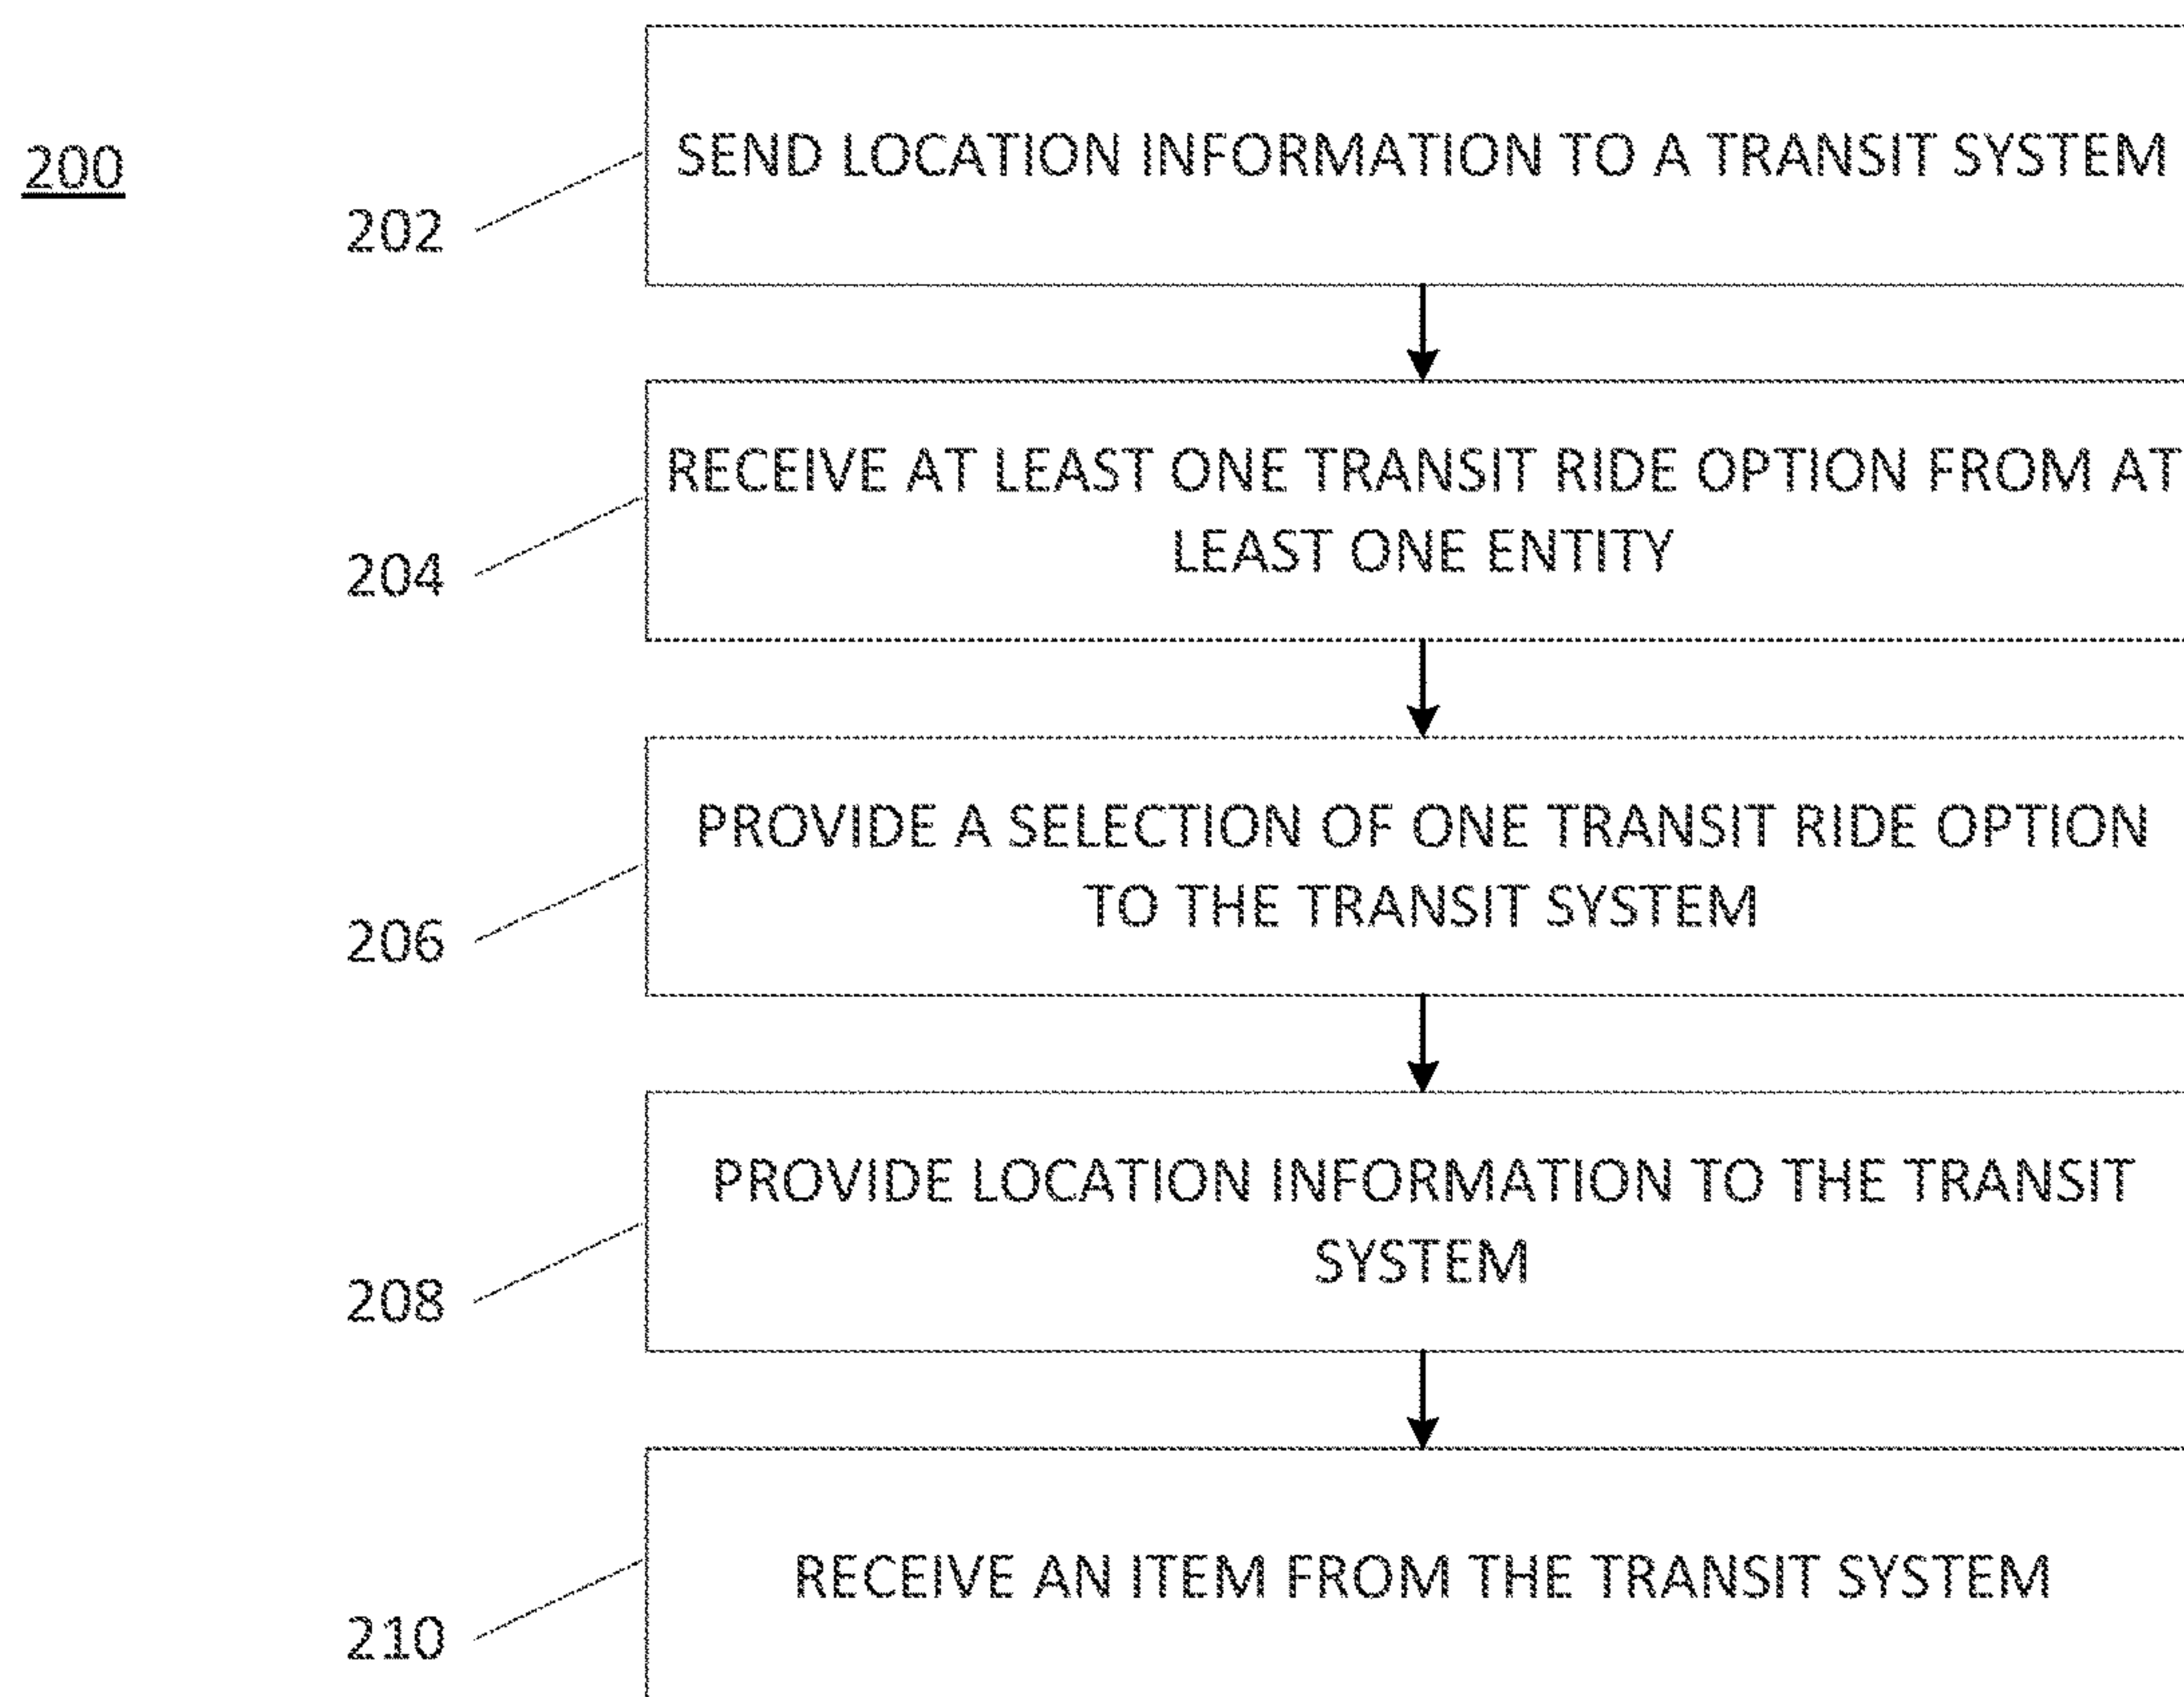 200
202
SEND LOCATION INFORMATION TO A TRANSIT SYSTEM
204
RECEIVE AT LEAST ONE TRANSIT RIDE OPTION FROM AT
LEAST ONE ENTITY
206
PROVIDE A SELECTION OF ONE TRANSIT RIDE OPTION
TO THE TRANSIT SYSTEM
208
PROVIDE LOCATION INFORMATION TO THE TRANSIT
SYSTEM
210
RECEIVE AN ITEM FROM THE TRANSIT SYSTEM